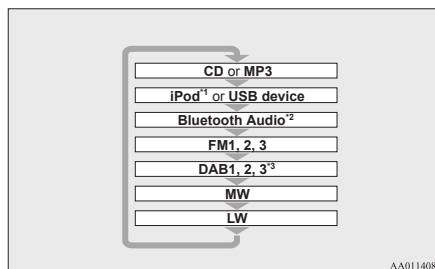 CD or MP3
iPod*1 or USB device
Bluetooth Audio*2
FM1, 2, 3
DAB1, 2, 3*3
MW
LW
AA011408